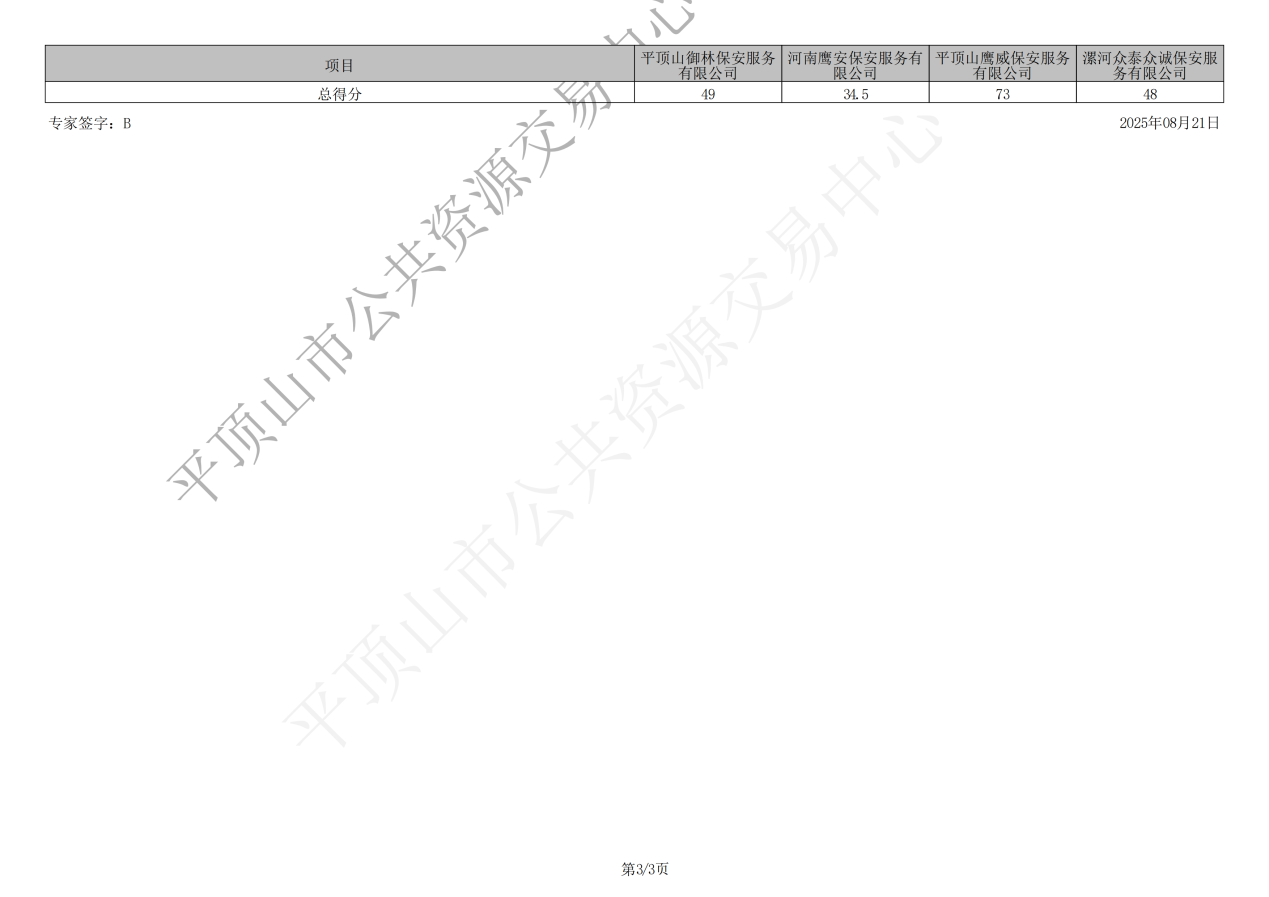 项目
平顶山御林保安服务
有限公司
河南鹰安保安服务有
限公司
平顶山鹰威保安服务
有限公司
漯河众泰众诚保安服
务有限公司
总得分 49 34.5 73 48
专家签字：B 2025年08月21日
平顶山市公共资源交易中心
平顶山市公共资源交易中心
第3/3页